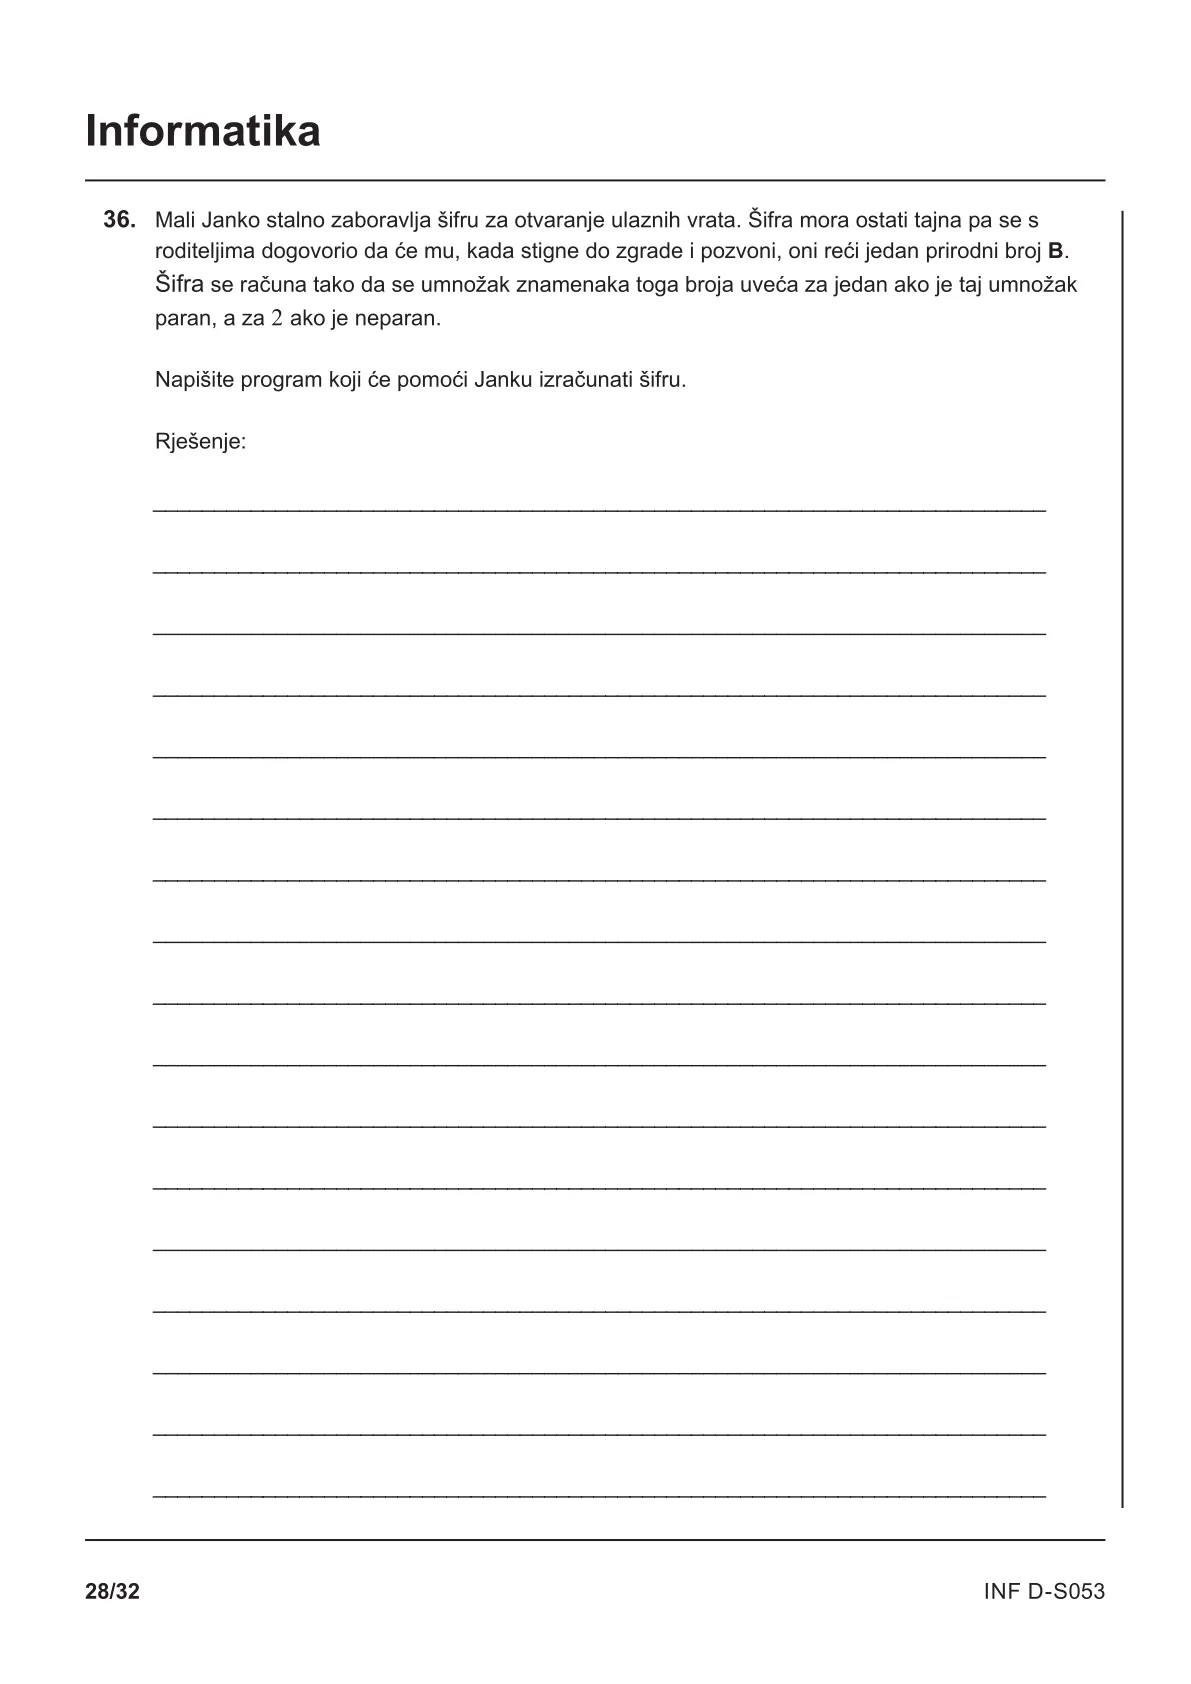 Informatika
36. Mali Janko stalno zaboravlja šifru za otvaranje ulaznih vrata. Šifra mora ostati tajna pa se s
roditeljima dogovorio da će mu, kada stigne do zgrade i pozvoni, oni reći jedan prirodni broj B.
Šifra se računa tako da se umnožak znamenaka toga broja uveća za jedan ako je taj umnožak
paran, a za 2 ako je neparan.
Napišite program koji će pomoći Janku izračunati šifru.
Rješenje:
28/32 INF D-S053